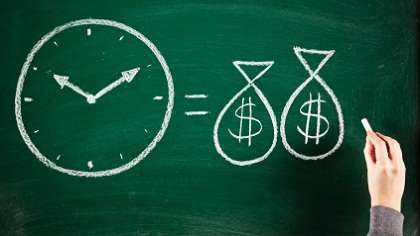 = $ $